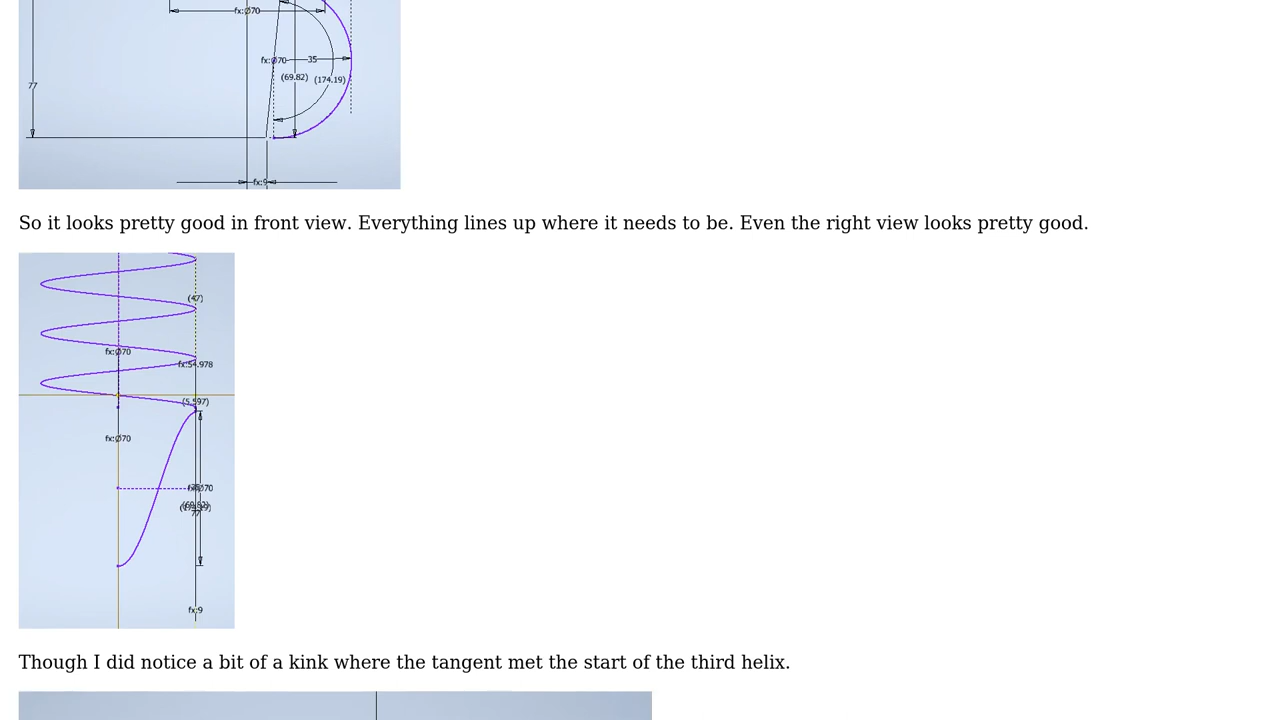 fx:Ø70
fx:Ø70
35
(69.82)
(174.19)
77
fx:9
So it looks pretty good in front view. Everything lines up where it needs to be. Even the right view looks pretty good.
(47)
fx:Ø70
fx:54.978
(5.597)
fx:Ø70
77
fx:9
Though I did notice a bit of a kink where the tangent met the start of the third helix.